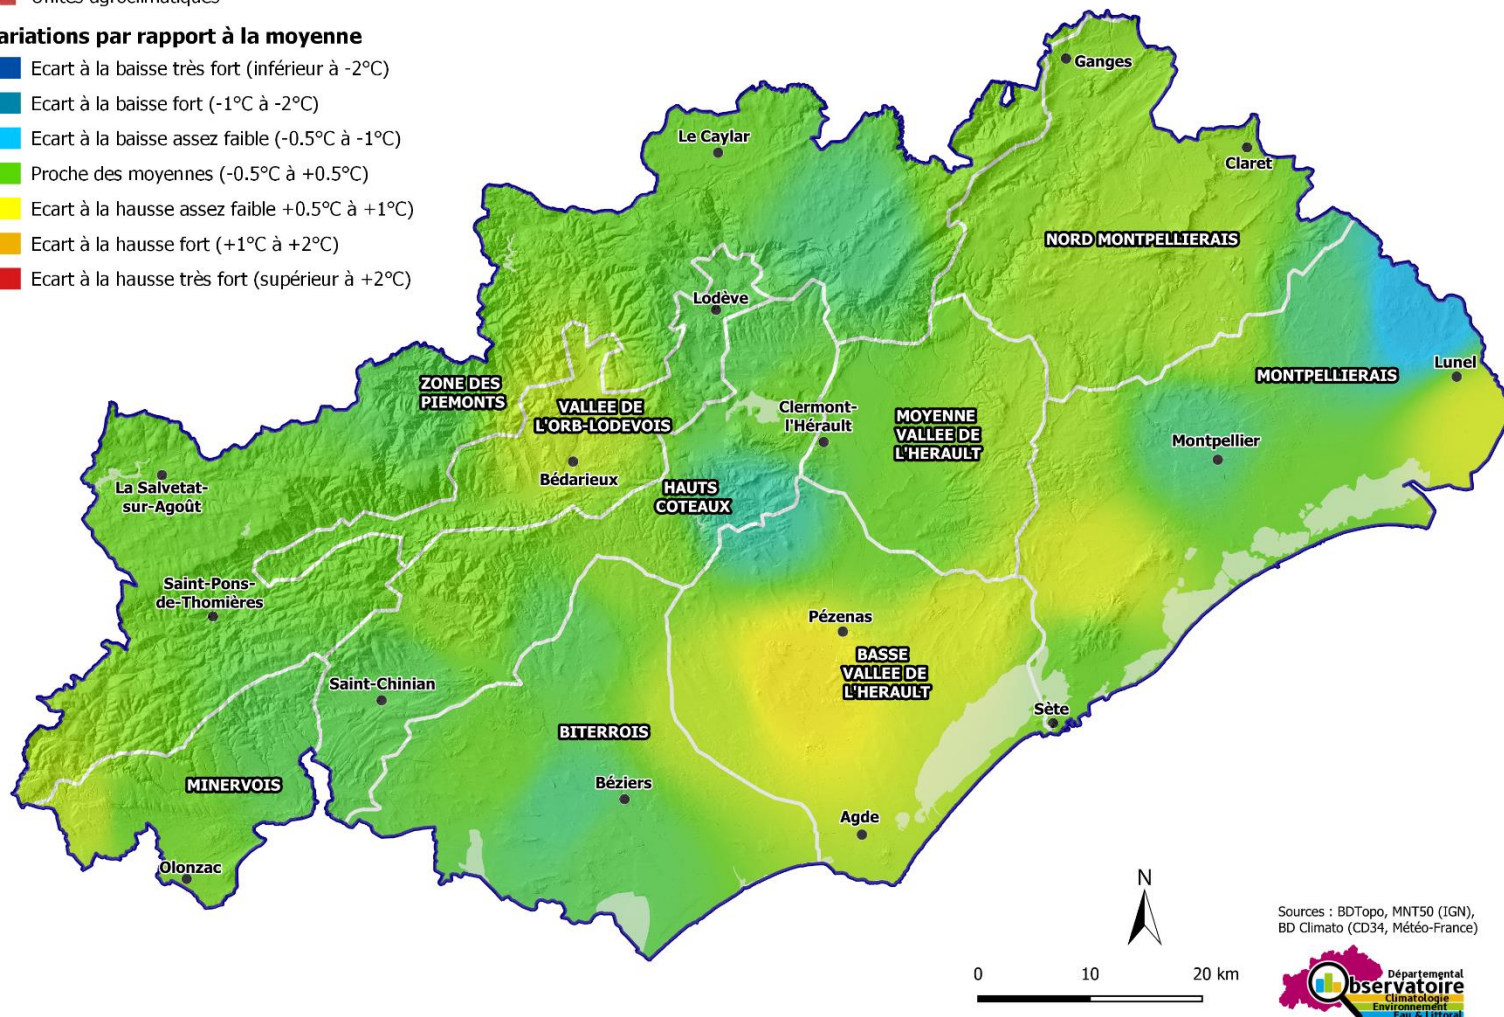 Unités agroclimatiques
ariations par rapport à la moyenne
Ecart à la baisse très fort (inférieur à -2°C)
Ecart à la baisse fort (-1°C à -2°C)
Ecart à la baisse assez faible (-0.5°C à -1°C)
Proche des moyennes (-0.5°C à +0.5°C)
Ecart à la hausse assez faible +0.5°C à +1°C)
Ecart à la hausse fort (+1°C à +2°C)
Ecart à la hausse très fort (supérieur à +2°C)
Ganges
Le Caylar
Claret
NORD MONTPELLIERAIS
Lodève
Lunel
MONTPELLIERAIS
ZONE DES
PIEMONTS
VALLEE DE
L'ORB-LODEVOIS
Clermont-
l'Hérault
MOYENNE
VALLEE DE
L'HERAULT
Montpellier
Bédarieux
La Salvetat-
sur-Agoût
HAUTS
COTEAUX
Saint-Pons-
de-Thomières
Pézenas
BASSE
VALLEE DE
L'HERAULT
Saint-Chinian
Sète
BITERROIS
MINERVOIS
Béziers
Agde
Olonzac
N
0 10 20 km
Sources : BDTopo, MNT50 (IGN),
BD Climato (CD34, Météo-France)
Départemental
Observatoire
Climatologie
Environnement
Eau & Littoral